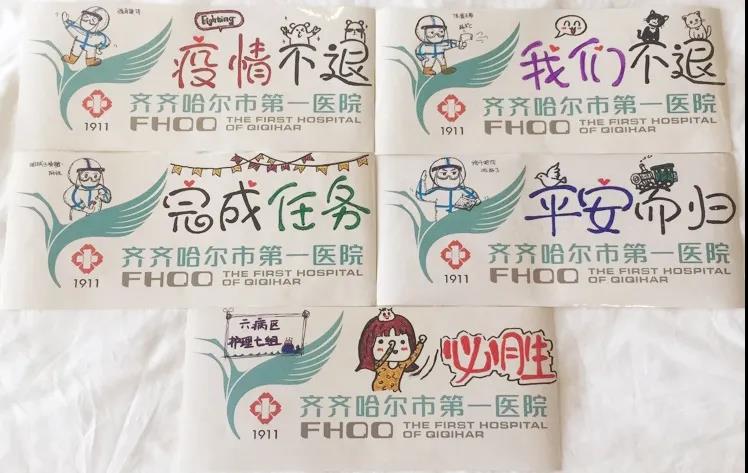 Fighting
疫情不退
齐齐哈尔市第一医院
1911
FHOQ THE FIRST HOSPITAL
OF QIQIHAR
我们不退
齐齐哈尔市第一医院
1911
FHOQ THE FIRST HOSPITAL
OF QIQIHAR
完成任务
齐齐哈尔市第一医院
1911
FHOQ THE FIRST HOSPITAL
OF QIQIHAR
平安而归
齐齐哈尔市第一医院
1911
FHOQ THE FIRST HOSPITAL
OF QIQIHAR
六病区
护理七组
必胜
齐齐哈尔市第一医院
1911
FHOQ THE FIRST HOSPITAL
OF QIQIHAR